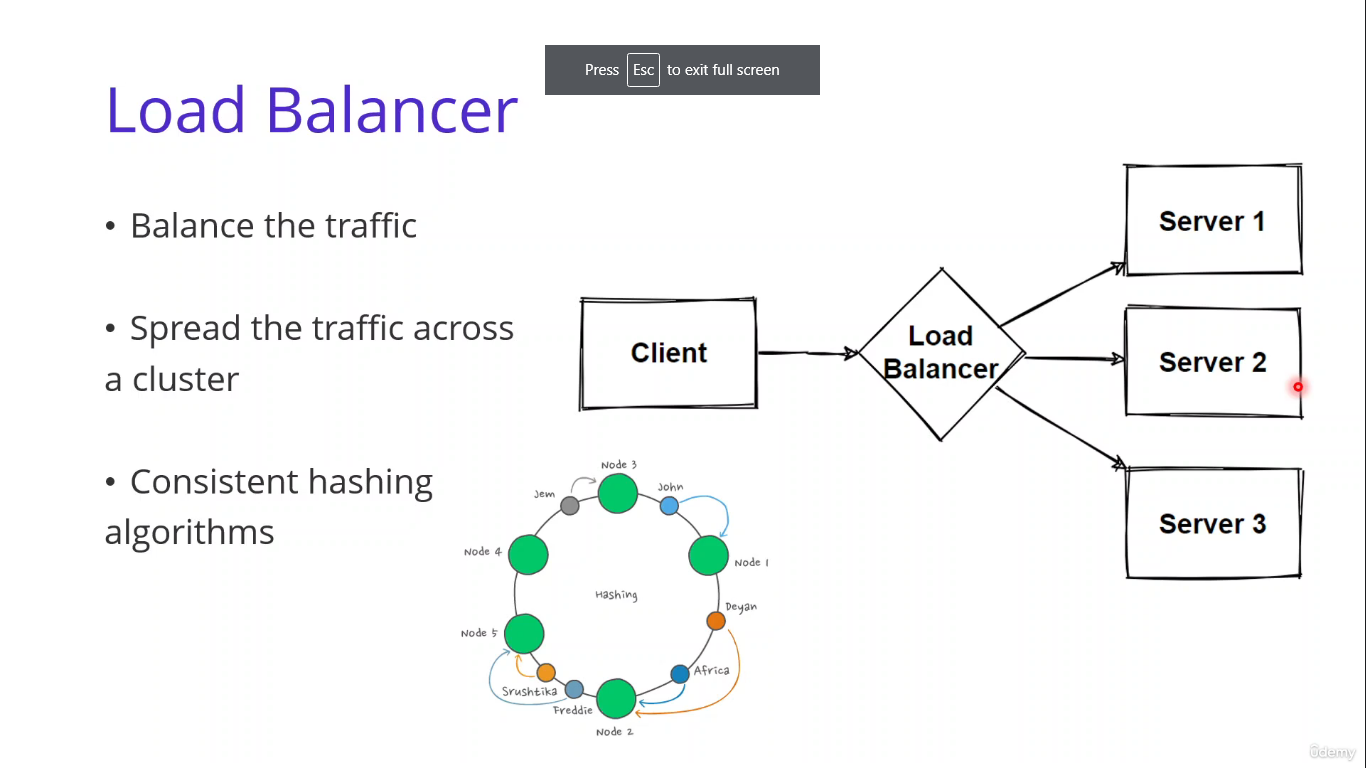 Press Esc to exit full screen
Load Balancer
• Balance the traffic
• Spread the traffic across
a cluster
• Consistent hashing
algorithms
Client
Load
Balancer
Server 1
Server 2
Server 3
Node 3
Jem
John
Node 4
Node 1
Hashing
Deyan
Node 5
Africa
Srushtika
Freddie
Node 2
ûdemy